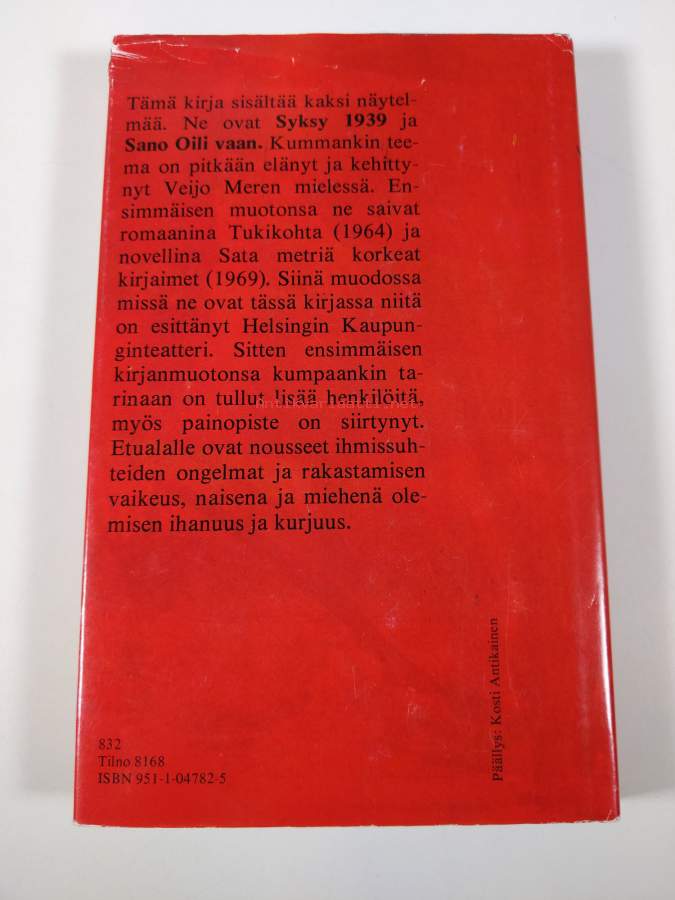 Tämä kirja sisältää kaksi näytel-
mää. Ne ovat Syksy 1939 ja
Sano Oili vaan. Kummankin tee-
ma on pitkään elänyt ja kehitty-
nyt Veijo Meren mielessä. En-
simmäisen muotonsa ne saivat
romaanina Tukikohta (1964) ja
novellina Sata metriä korkeat
kirjaimet (1969). Siinä muodossa
missä ne ovat tässä kirjassa niitä
on esittänyt Helsingin Kaupun-
ginteatteri. Sitten ensimmäisen
kirjanmuotonsa kumpaankin ta-
rinaan on tullut lisää henkilöitä,
antikvariaatti.net
myös painopiste on siirtynyt.
Etualalle ovat nousseet ihmissuh-
teiden ongelmat ja rakastamisen
vaikeus, naisena ja miehenä ole-
misen ihanuus ja kurjuus.
832
Tilno 8168
ISBN 951-1-04782-5
Päällys: Kosti Antikainen